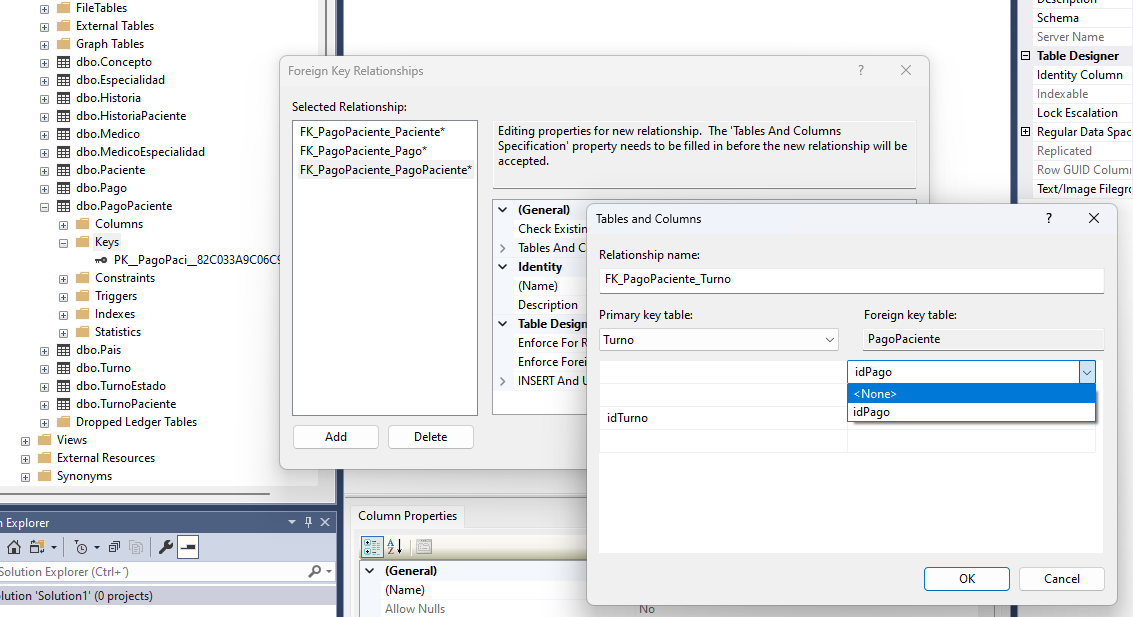 FileTables
External Tables
Graph Tables
dbo.Concepto
dbo.Especialidad
dbo.Historia
dbo.HistoriaPaciente
dbo.Medico
dbo.MedicoEspecialidad
dbo.Paciente
dbo.Pago
dbo.PagoPaciente
Columns
Keys
PK__PagoPaci__82C033A9C06C9
Constraints
Triggers
Indexes
Statistics
dbo.Pais
dbo.Turno
dbo.TurnoEstado
dbo.TurnoPaciente
Dropped Ledger Tables
Views
External Resources
Synonyms
n Explorer
Solution Explorer (Ctrl+´)
olution 'Solution1' (0 projects)
Foreign Key Relationships
?
Selected Relationship:
FK_PagoPaciente_Paciente*
FK_PagoPaciente_Pago*
FK_PagoPaciente_PagoPaciente*
Editing properties for new relationship. The 'Tables And Columns
Specification' property needs to be filled in before the new relationship will be
accepted.
(General)
Check Existin
Tables And C
Identity
(Name)
Description
Table Design
Enforce For R
Enforce Forei
INSERT And U
Add
Delete
Tables and Columns
?
Relationship name:
FK_PagoPaciente_Turno
Primary key table:
Foreign key table:
Turno
PagoPaciente
idPago
<None>
idPago
idTurno
OK
Cancel
Column Properties
(General)
(Name)
Allow Nulls
No
Description
Schema
Server Name
Table Designer
Identity Column
Indexable
Lock Escalation
Regular Data Spac
Replicated
Row GUID Colum
Text/Image Filegro